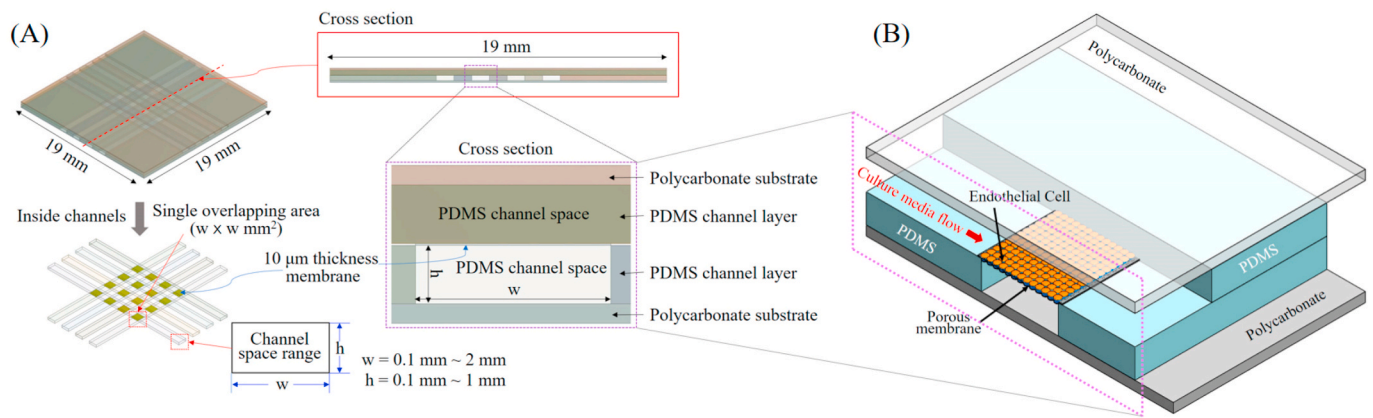 (A)
Cross section
19 mm
19 mm
19 mm
Inside channels
Single overlapping area
(w × w mm²)
10 μm thickness
membrane
Channel
space range
h
w
w = 0.1 mm ~ 2 mm
h = 0.1 mm ~ 1 mm
Cross section
PDMS channel space
h
PDMS channel space
w
Polycarbonate substrate
PDMS channel layer
PDMS channel layer
Polycarbonate substrate
(B)
Polycarbonate
Culture media flow
Endothelial Cell
PDMS
PDMS
Porous
membrane
Polycarbonate